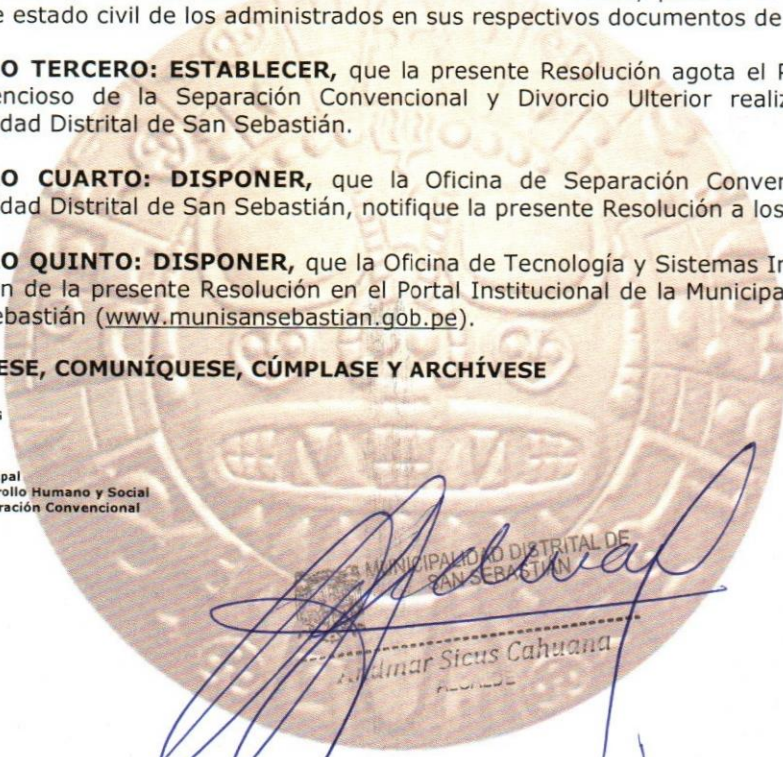 e estado civil de los administrados en sus respectivos documentos de
O TERCERO: ESTABLECER, que la presente Resolución agota el P
encioso de la Separación Convencional y Divorcio Ulterior realiz
dad Distrital de San Sebastián.
O CUARTO: DISPONER, que la Oficina de Separación Conven
dad Distrital de San Sebastián, notifique la presente Resolución a los
O QUINTO: DISPONER, que la Oficina de Tecnología y Sistemas In
n de la presente Resolución en el Portal Institucional de la Municipa
ebastián (www.munisansebastian.gob.pe).
ESE, COMUNÍQUESE, CÚMPLASE Y ARCHÍVESE
pal
rollo Humano y Social
ración Convencional
MUNICIPALIDAD DISTRITAL DE
SAN SEBASTIÁN
Sicus Cahuana
ALCALDE